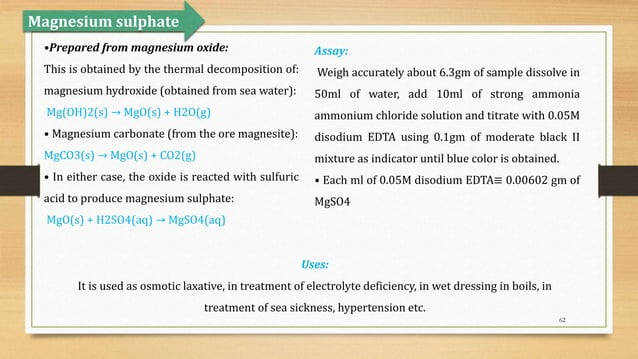 Magnesium sulphate
•Prepared from magnesium oxide:
This is obtained by the thermal decomposition of:
magnesium hydroxide (obtained from sea water):
Mg(OH)2(s) → MgO(s) + H2O(g)
• Magnesium carbonate (from the ore magnesite):
MgCO3(s) → MgO(s) + CO2(g)
• In either case, the oxide is reacted with sulfuric
acid to produce magnesium sulphate:
MgO(s) + H2SO4(aq) → MgSO4(aq)
Assay:
Weigh accurately about 6.3gm of sample dissolve in
50ml of water, add 10ml of strong ammonia
ammonium chloride solution and titrate with 0.05M
disodium EDTA using 0.1gm of moderate black II
mixture as indicator until blue color is obtained.
▪ Each ml of 0.05M disodium EDTA≡ 0.00602 gm of
MgSO4
Uses:
It is used as osmotic laxative, in treatment of electrolyte deficiency, in wet dressing in boils, in
treatment of sea sickness, hypertension etc.
62